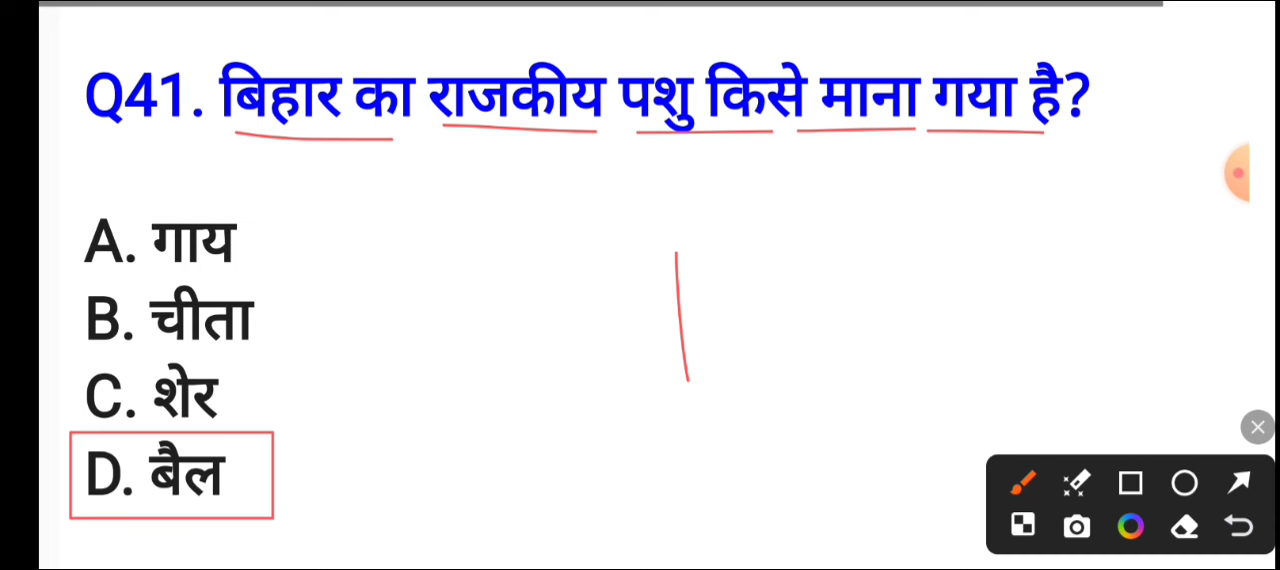 Q41. बिहार का राजकीय पशु किसे माना गया है?
A. गाय
B. चीता
C. शेर
D. बैल